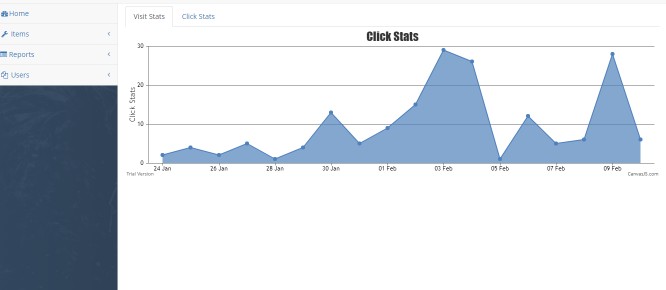 Home
Items
Reports
Users
Visit Stats
Click Stats
Click Stats
Click Stats
30
20
10
0
24 Jan 26 Jan 28 Jan 30 Jan 01 Feb 03 Feb 05 Feb 07 Feb 09 Feb
Trial Version
CanvasJS.com